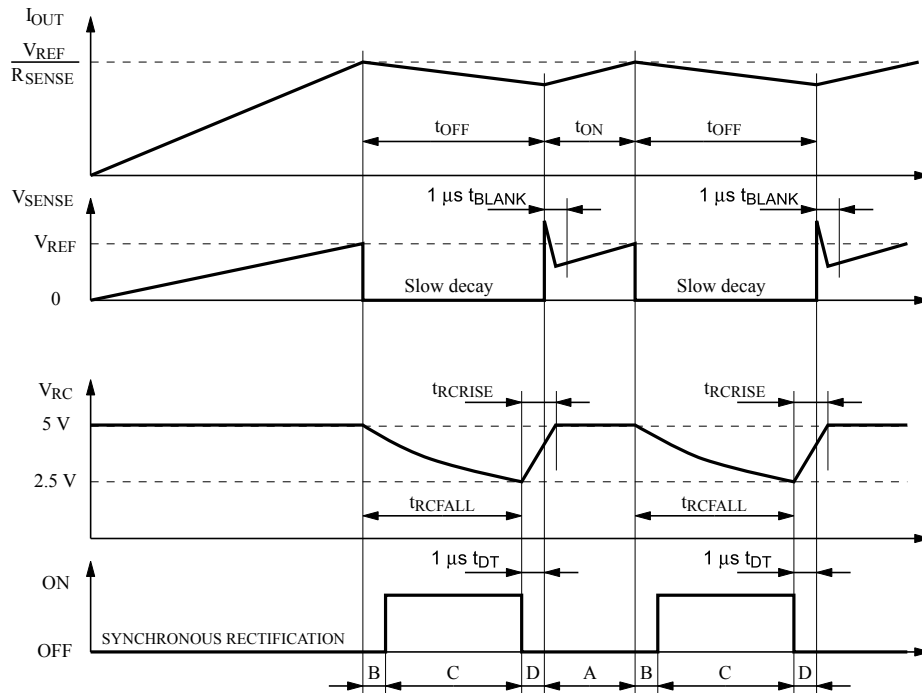 IOUT
VREF
RSENSE
tOFF tON tOFF
VSENSE
1 μs tBLANK 1 μs tBLANK
VREF
Slow decay Slow decay
0
VRC
tRCRISE tRCRISE
5 V
2.5 V
tRCFALL tRCFALL
1 μs tDT 1 μs tDT
ON
SYNCHRONOUS RECTIFICATION
OFF
B C D A B C D